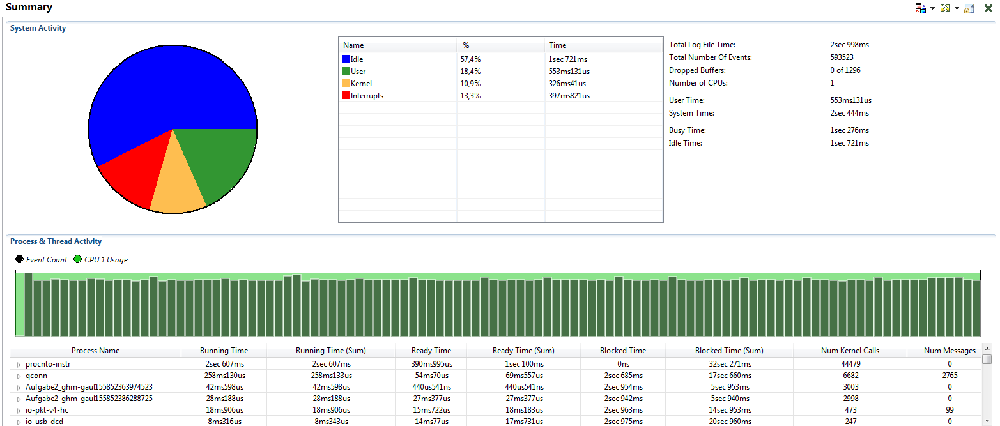 Summary
System Activity
Name % Time
Idle 57,4% 1sec 721ms
User 18,4% 553ms131us
Kernel 10,9% 326ms41us
Interrupts 13,3% 397ms821us
Total Log File Time: 2sec 998ms
Total Number Of Events: 593523
Dropped Buffers: 0 of 1296
Number of CPUs: 1
User Time: 553ms131us
System Time: 2sec 444ms
Busy Time: 1sec 276ms
Idle Time: 1sec 721ms
Process & Thread Activity
Event Count CPU 1 Usage
Process Name Running Time Running Time (Sum) Ready Time Ready Time (Sum) Blocked Time Blocked Time (Sum) Num Kernel Calls Num Messages
procnto-instr 2sec 607ms 2sec 607ms 390ms995us 1sec 100ms 0ns 32sec 271ms 44479 0
qconn 258ms130us 258ms133us 54ms70us 69ms557us 2sec 685ms 17sec 660ms 6682 2765
Aufgabe2_ghm-gaul155852363974523 42ms598us 42ms598us 440us541ns 440us541ns 2sec 954ms 5sec 953ms 3003 0
Aufgabe2_ghm-gaul155852386288725 28ms188us 28ms188us 27ms377us 27ms377us 2sec 942ms 5sec 940ms 2998 0
io-pkt-v4-hc 18ms906us 18ms906us 15ms722us 18ms183us 2sec 963ms 14sec 953ms 473 99
io-usb-dcd 8ms316us 8ms343us 14ms77us 17ms731us 2sec 975ms 20sec 960ms 247 0